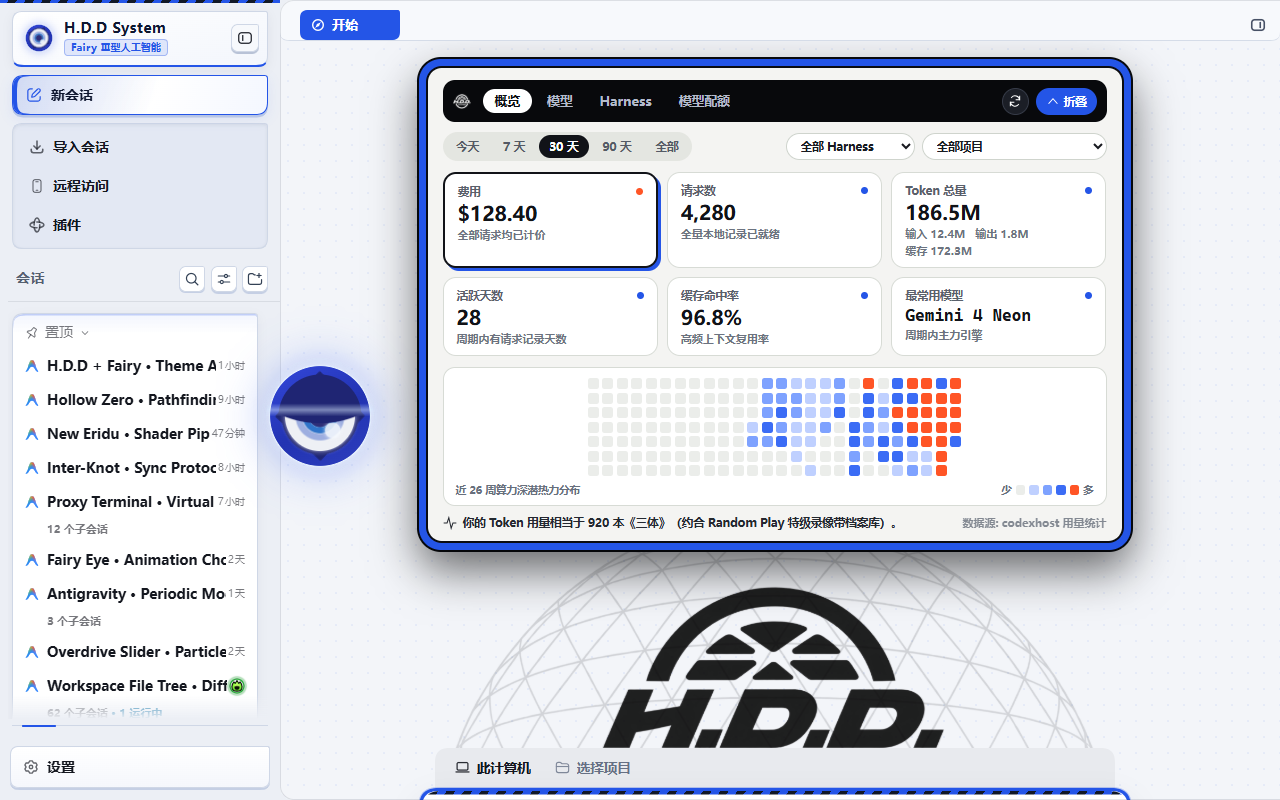 H.D.D System
Fairy Ⅲ型人工智能
新会话
导入会话
远程访问
插件
会话
置顶
H.D.D + Fairy • Theme A 1小时
Hollow Zero • Pathfindin 9小时
New Eridu • Shader Pip 47分钟
Inter-Knot • Sync Protoc 8小时
Proxy Terminal • Virtual 7小时
12 个子会话
Fairy Eye • Animation Cho 2天
Antigravity • Periodic Mo 1天
3 个子会话
Overdrive Slider • Particle 2天
Workspace File Tree • Diff
62 个子会话 • 1 运行中
设置
开始
H.D.D.
概览 模型 Harness 模型配额 折叠
今天 7 天 30 天 90 天 全部 全部 Harness 全部项目
费用
$128.40
全部请求均已计价
请求数
4,280
全量本地记录已就绪
Token 总量
186.5M
输入 12.4M 输出 1.8M
缓存 172.3M
活跃天数
28
周期内有请求记录天数
缓存命中率
96.8%
高频上下文复用率
最常用模型
Gemini 4 Neon
周期内主力引擎
近 26 周算力深港热力分布 少 多
你的 Token 用量相当于 920 本《三体》（约合 Random Play 特级录像带档案库）。 数据源: codexhost 用量统计
H.D.D.
此计算机 选择项目